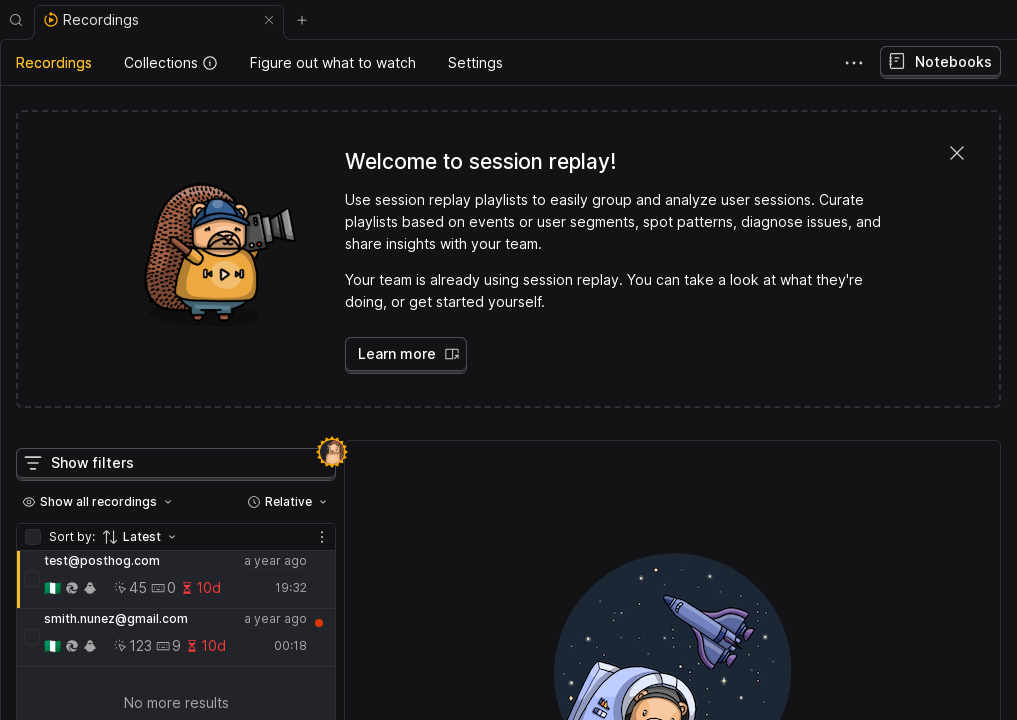 Recordings
Recordings
Collections
Figure out what to watch
Settings
Notebooks
Welcome to session replay!
Use session replay playlists to easily group and analyze user sessions. Curate
playlists based on events or user segments, spot patterns, diagnose issues, and
share insights with your team.
Your team is already using session replay. You can take a look at what they're
doing, or get started yourself.
Learn more
Show filters
Show all recordings
Relative
Sort by:
Latest
test@posthog.com
a year ago
45
0
10d
19:32
smith.nunez@gmail.com
a year ago
123
9
10d
00:18
No more results